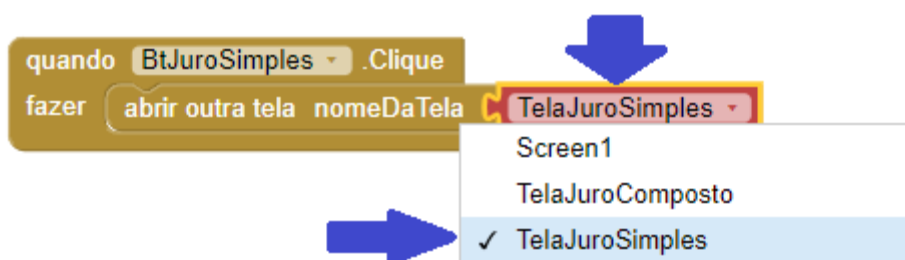 quando BtJuroSimples .Clique
fazer abrir outra tela nomeDaTela TelaJuroSimples
Screen1
TelaJuroComposto
✓ TelaJuroSimples